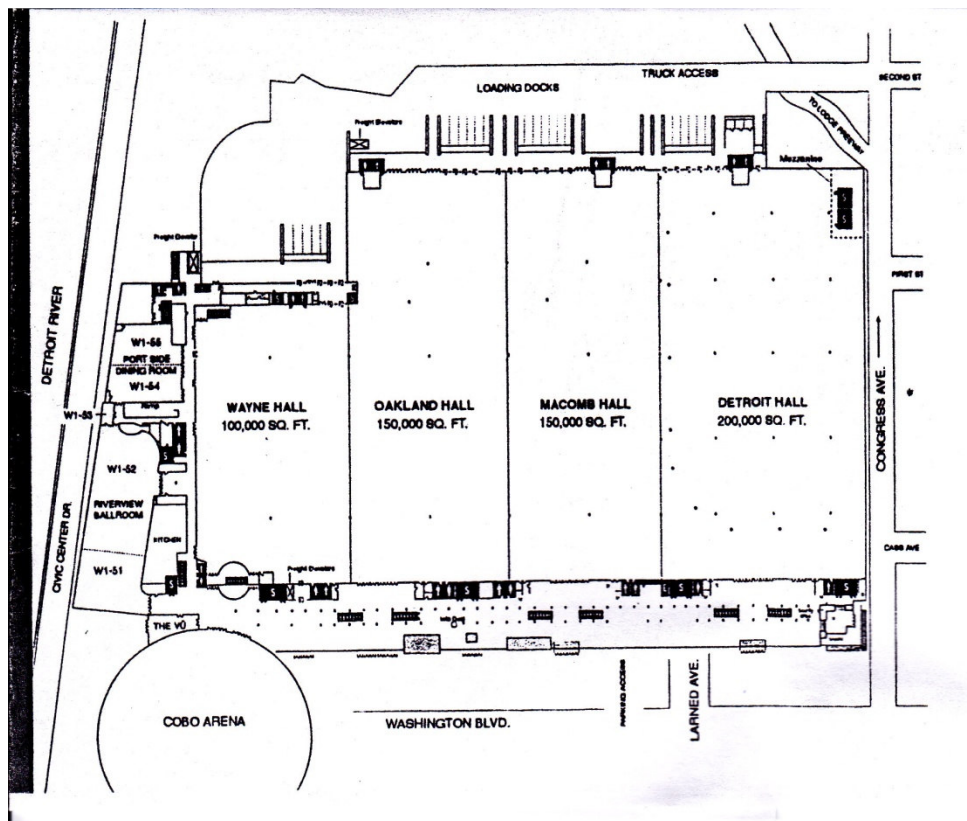 TRUCK ACCESS
LOADING DOCKS
SECOND ST
TO LODGE FREEWAY
Freight Elevators
Mezzanine
Freight Elevator
FIRST ST
DETROIT RIVER
W1-55
PORT SIDE
DINING ROOM
W1-54
W1-53
WAYNE HALL
100,000 SQ. FT.
OAKLAND HALL
150,000 SQ. FT.
MACOMB HALL
150,000 SQ. FT.
DETROIT HALL
200,000 SQ. FT.
CONGRESS AVE.
W1-52
RIVERVIEW
BALLROOM
KITCHEN
CASS AVE
CIVIC CENTER DR.
W1-51
Freight Elevators
THE VU
COBO ARENA
WASHINGTON BLVD.
PARKING ACCESS
LARNED AVE.